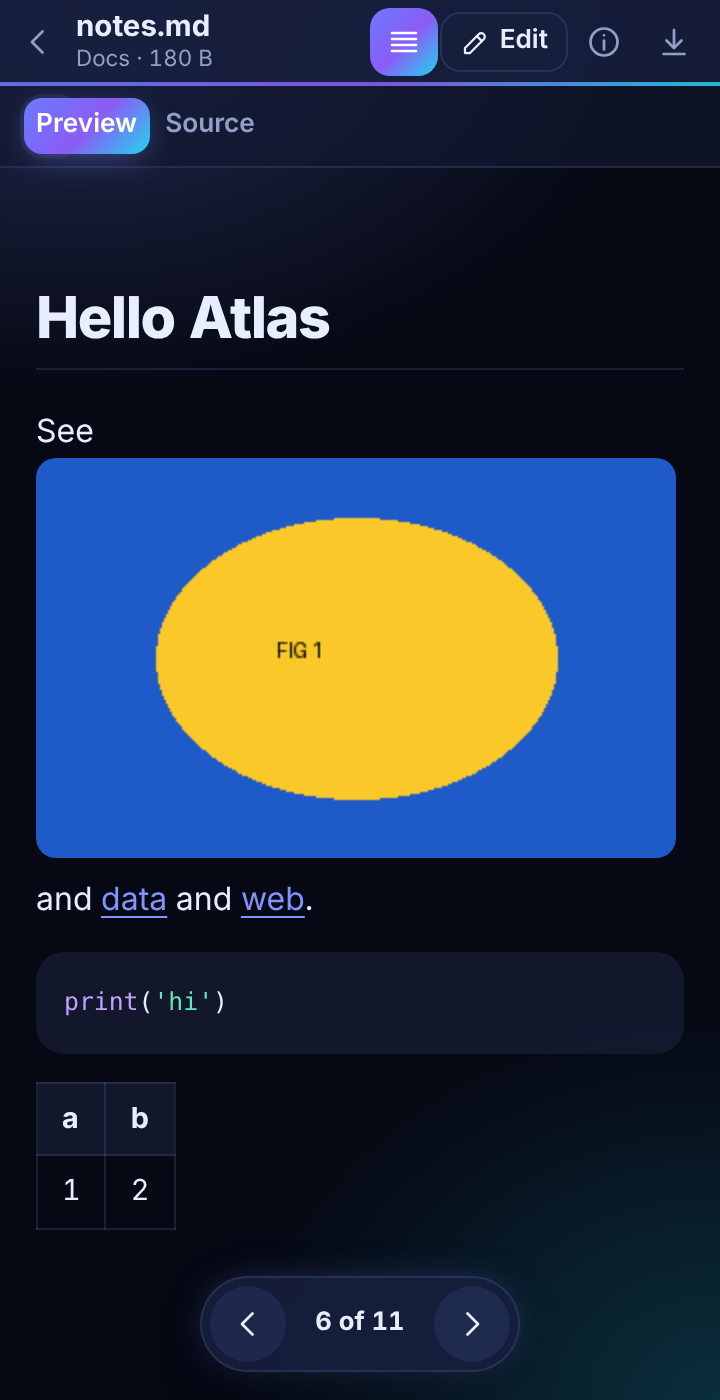 notes.md
Docs · 180 B
Edit
Preview Source
Hello Atlas
See
FIG 1
and data and web.
print('hi')
a b
1 2
6 of 11